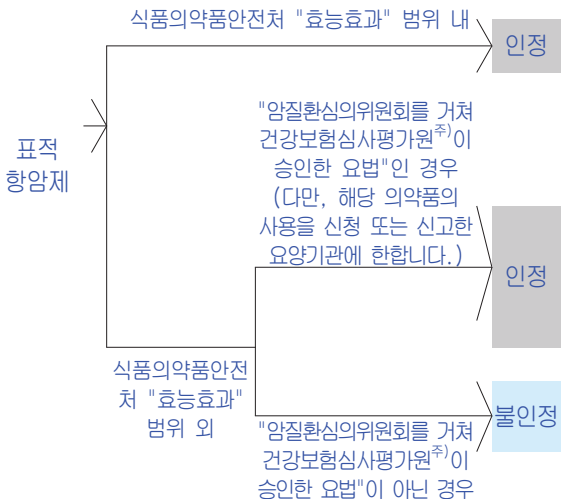 식품의약품안전처 "효능효과" 범위 내
인정
표적
항암제
"암질환심의위원회를 거쳐
건강보험심사평가원주)이
승인한 요법"인 경우
(다만, 해당 의약품의
사용을 신청 또는 신고한
요양기관에 한합니다.)
인정
식품의약품안전
처 "효능효과"
범위 외
불인정
"암질환심의위원회를 거쳐
건강보험심사평가원주)이
승인한 요법"이 아닌 경우